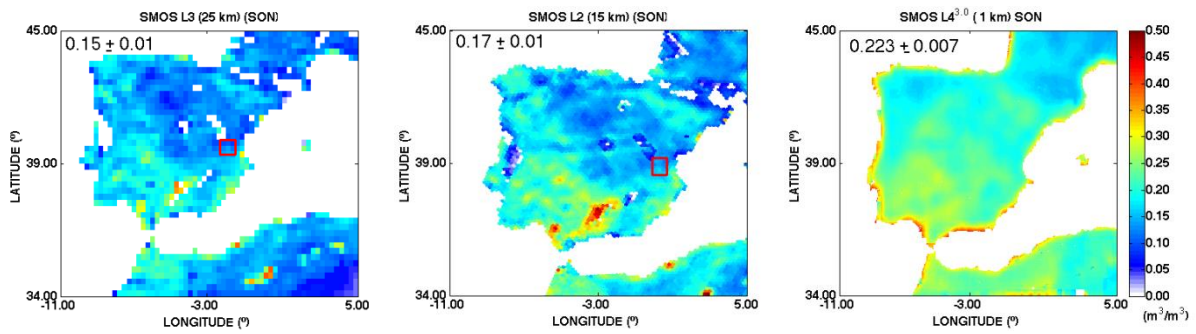 SMOS L3 (25 km) (SON)
45.00
0.15 ± 0.01
LATITUDE (º)
39.00
34.00
-11.00
-3.00
5.00
LONGITUDE (º)
SMOS L2 (15 km) (SON)
45.00
0.17 ± 0.01
LATITUDE (º)
39.00
34.00
-11.00
-3.00
5.00
LONGITUDE (º)
SMOS L4³·⁰ ( 1 km) SON
45.00
0.223 ± 0.007
LATITUDE (º)
39.00
34.00
-11.00
-3.00
5.00
LONGITUDE (º)
0.50
0.45
0.40
0.35
0.30
0.25
0.20
0.15
0.10
0.05
0.00
(m³/m³)